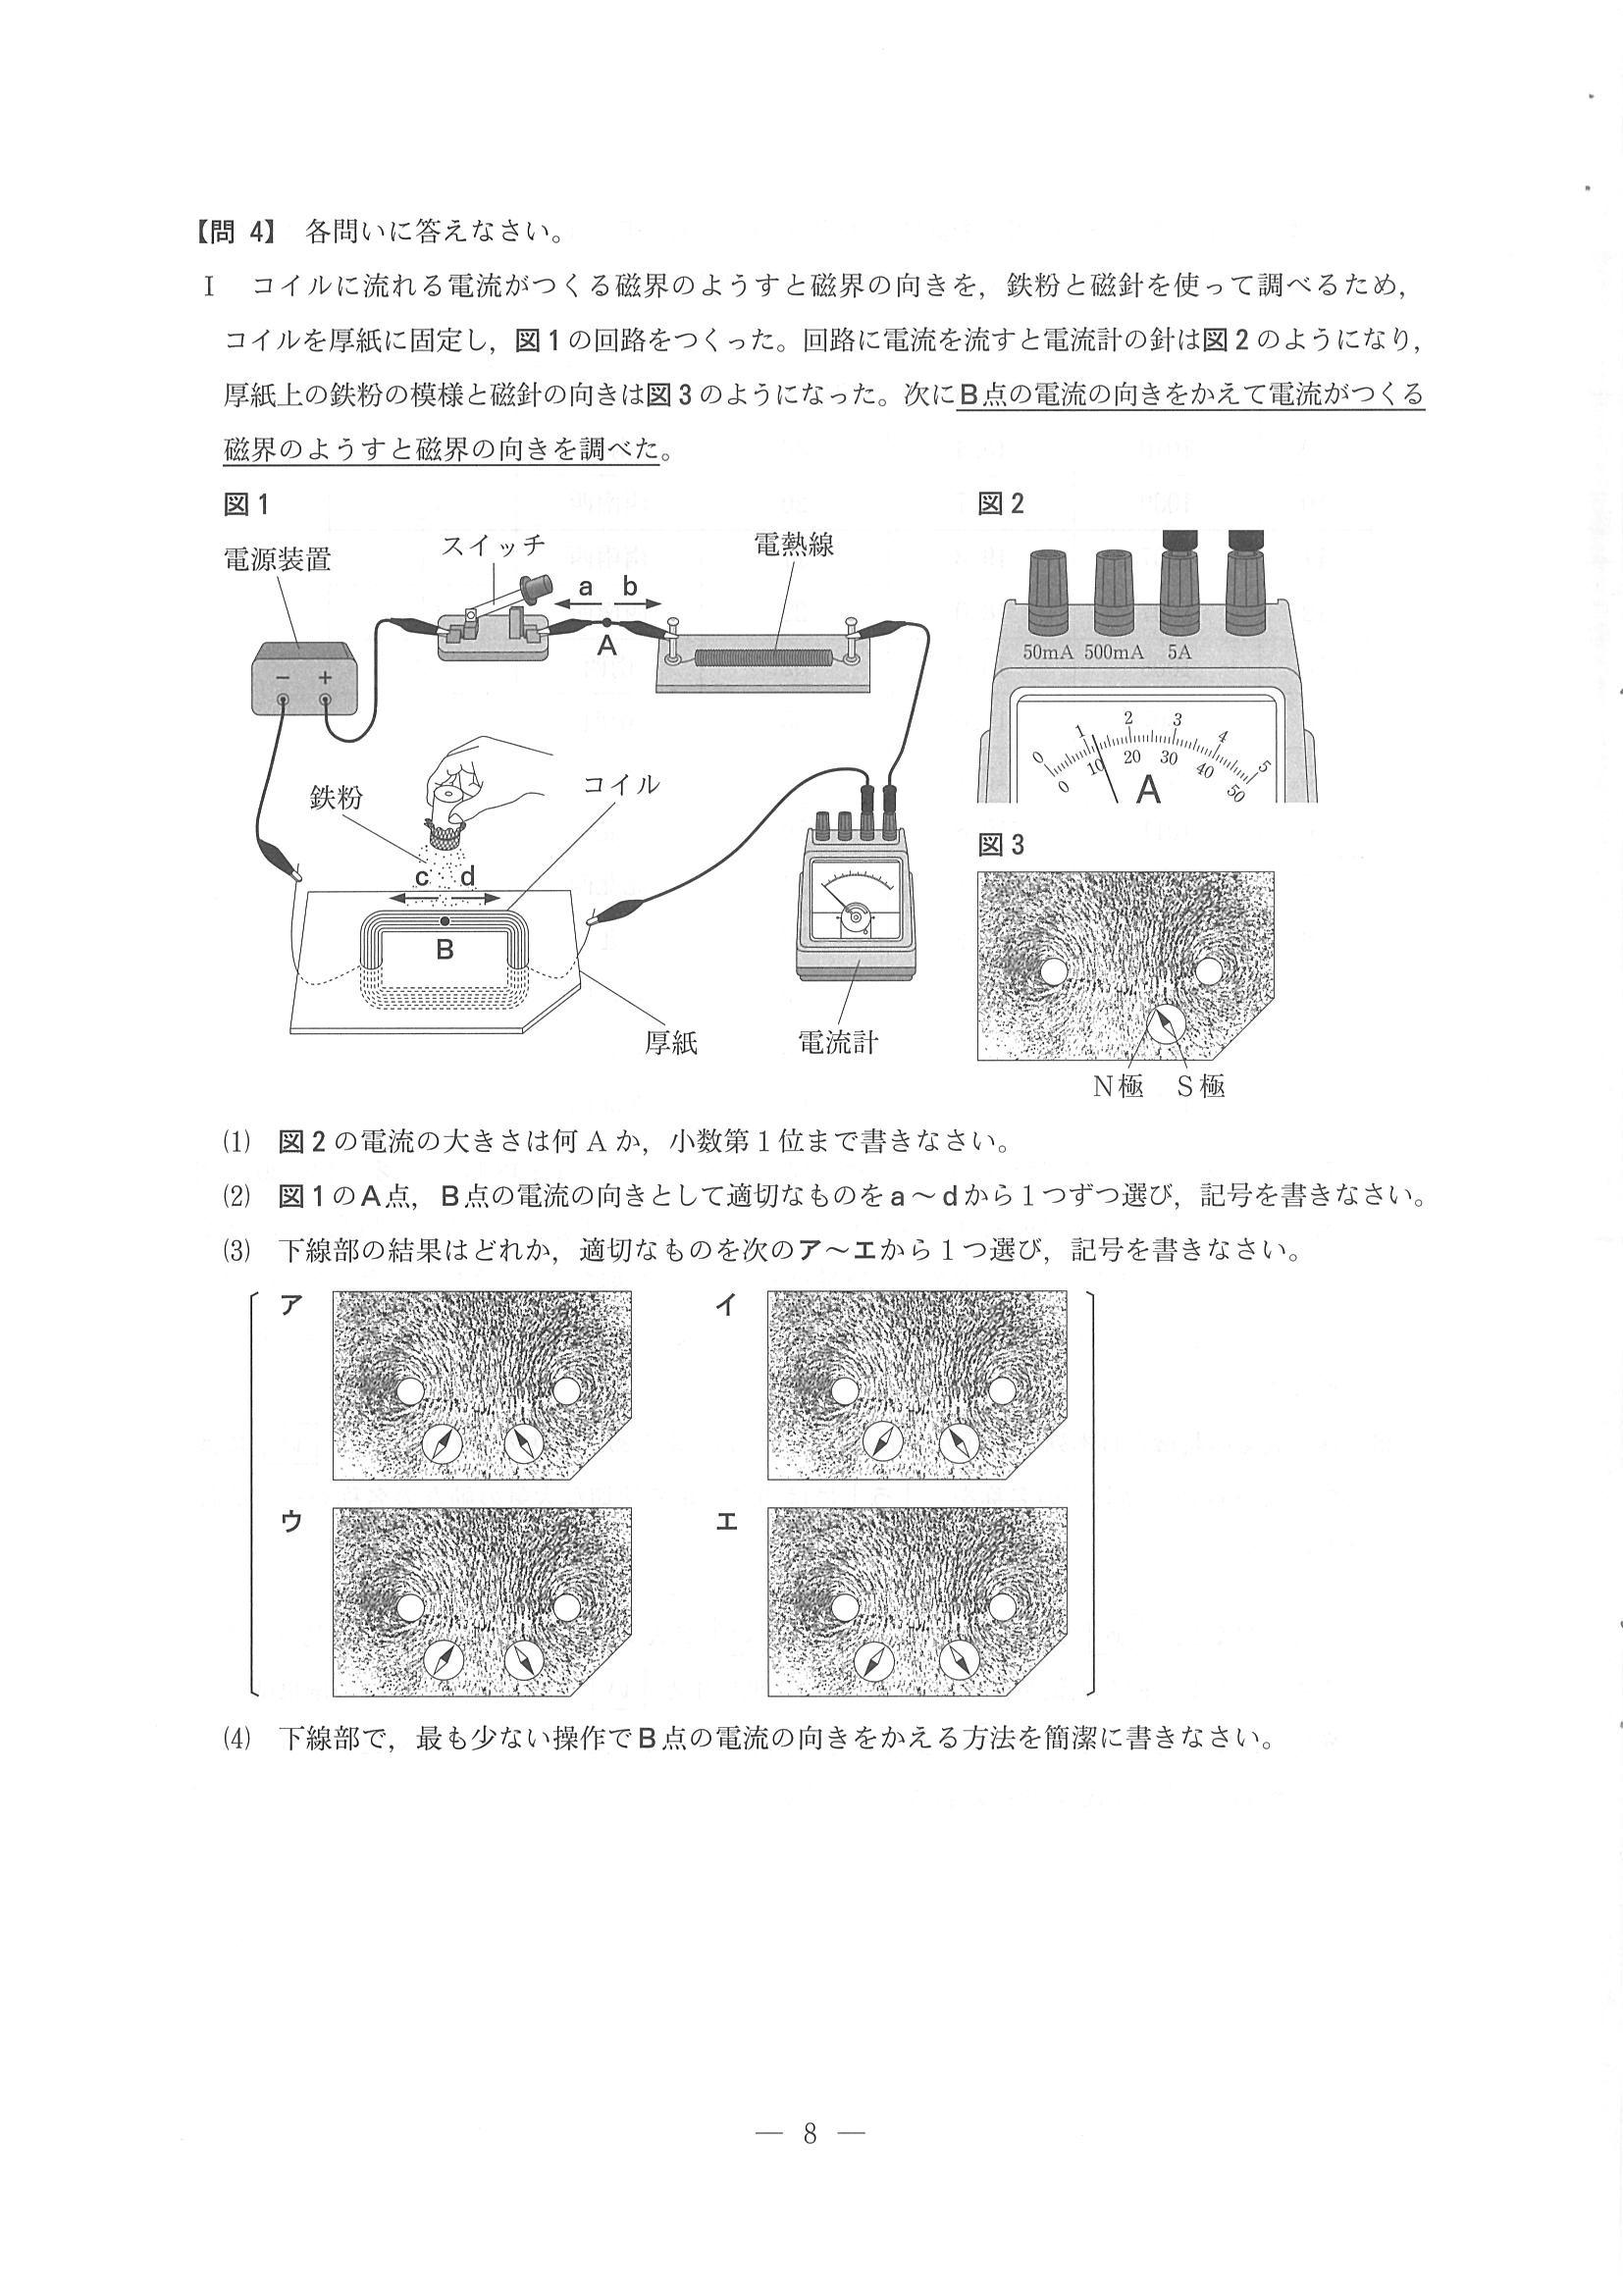 【問 4】 各問いに答えなさい。
Ⅰ コイルに流れる電流がつくる磁界のようすと磁界の向きを，鉄粉と磁針を使って調べるため，
コイルを厚紙に固定し，図1の回路をつくった。回路に電流を流すと電流計の針は図2のようになり，
厚紙上の鉄粉の模様と磁針の向きは図3のようになった。次にB点の電流の向きをかえて電流がつくる
磁界のようすと磁界の向きを調べた。
図1
電源装置
スイッチ
電熱線
a b
A
− +
鉄粉
コイル
c d
B
厚紙
電流計
図2
50mA 500mA 5A
0 1 2 3 4 5
0 10 20 30 40 50
A
図3
N極 S極
(1) 図2の電流の大きさは何Aか，小数第1位まで書きなさい。
(2) 図1のA点，B点の電流の向きとして適切なものをa～dから1つずつ選び，記号を書きなさい。
(3) 下線部の結果はどれか，適切なものを次のア～エから1つ選び，記号を書きなさい。
ア イ
ウ エ
(4) 下線部で，最も少ない操作でB点の電流の向きをかえる方法を簡潔に書きなさい。
— 8 —